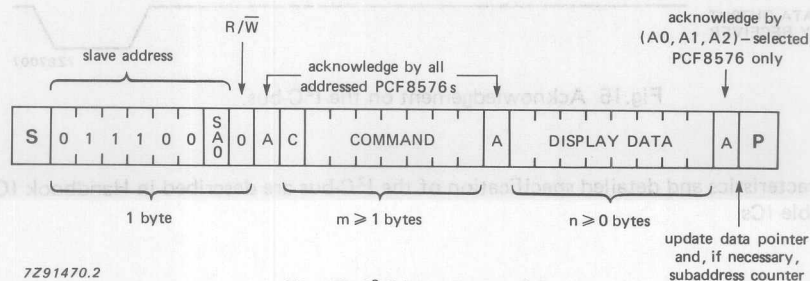 R/W
acknowledge by
(A0, A1, A2)–selected
PCF8576 only
slave address
acknowledge by all
addressed PCF8576s
S 0 1 1 1 0 0 SA0 0 A C COMMAND A DISPLAY DATA A P
1 byte
m ≥ 1 bytes
n ≥ 0 bytes
update data pointer
and, if necessary,
subaddress counter
7Z91470.2